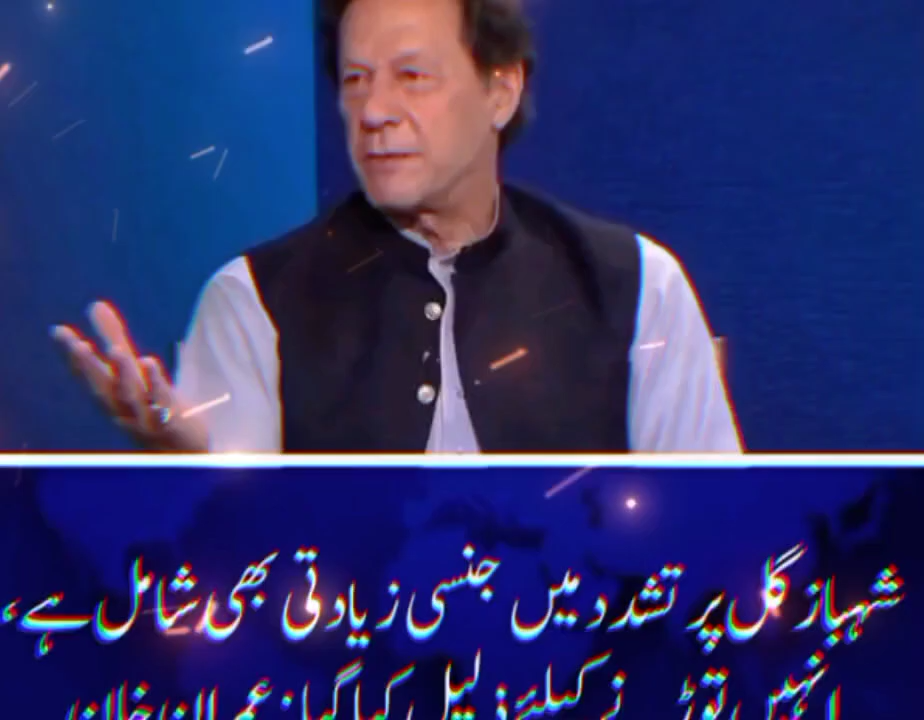 شہباز گل پر تشدد میں جنسی زیادتی بھی شامل ہے،
انہیں توڑنے کیلئے ذلیل کیا گیا: عمران خان